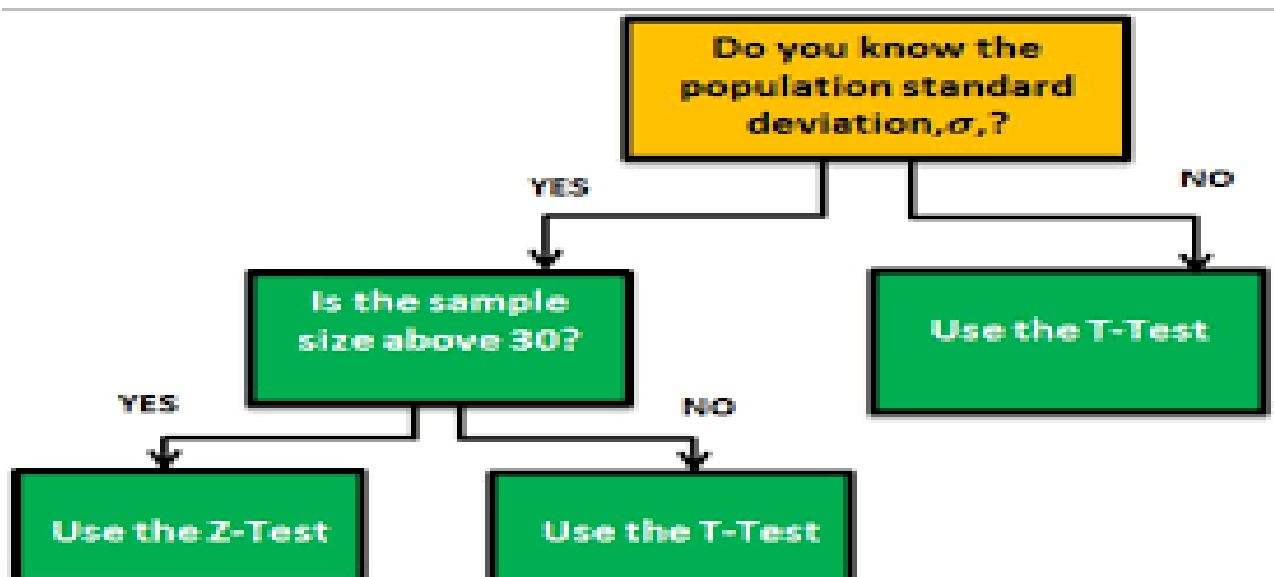 Do you know the
population standard
deviation,σ,?
YES
NO
Is the sample
size above 30?
Use the T-Test
YES
NO
Use the Z-Test
Use the T-Test